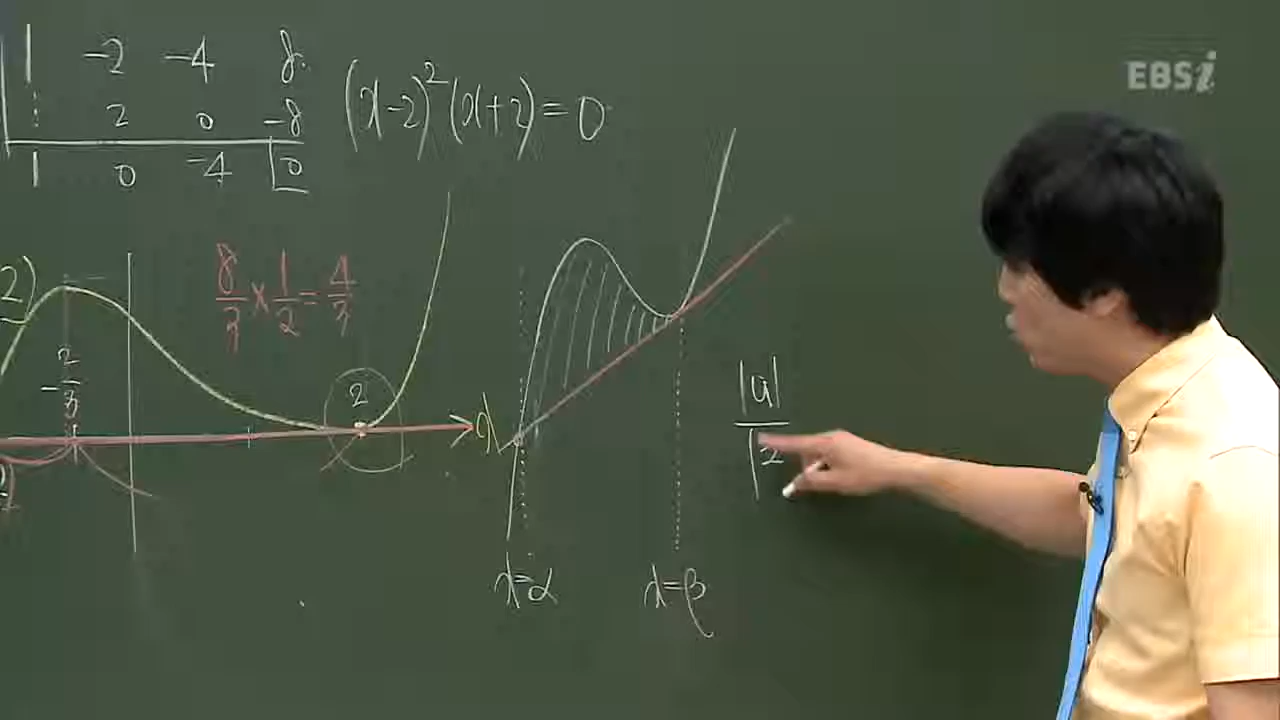 1 -2 -4 8
2 0 -8
1 0 -4 0
(x-2)²(x+2)=0
2)
8/3 × 1/2 = 4/3
-2/3
2
x
x=α
x=β
|a|
12
EBSi